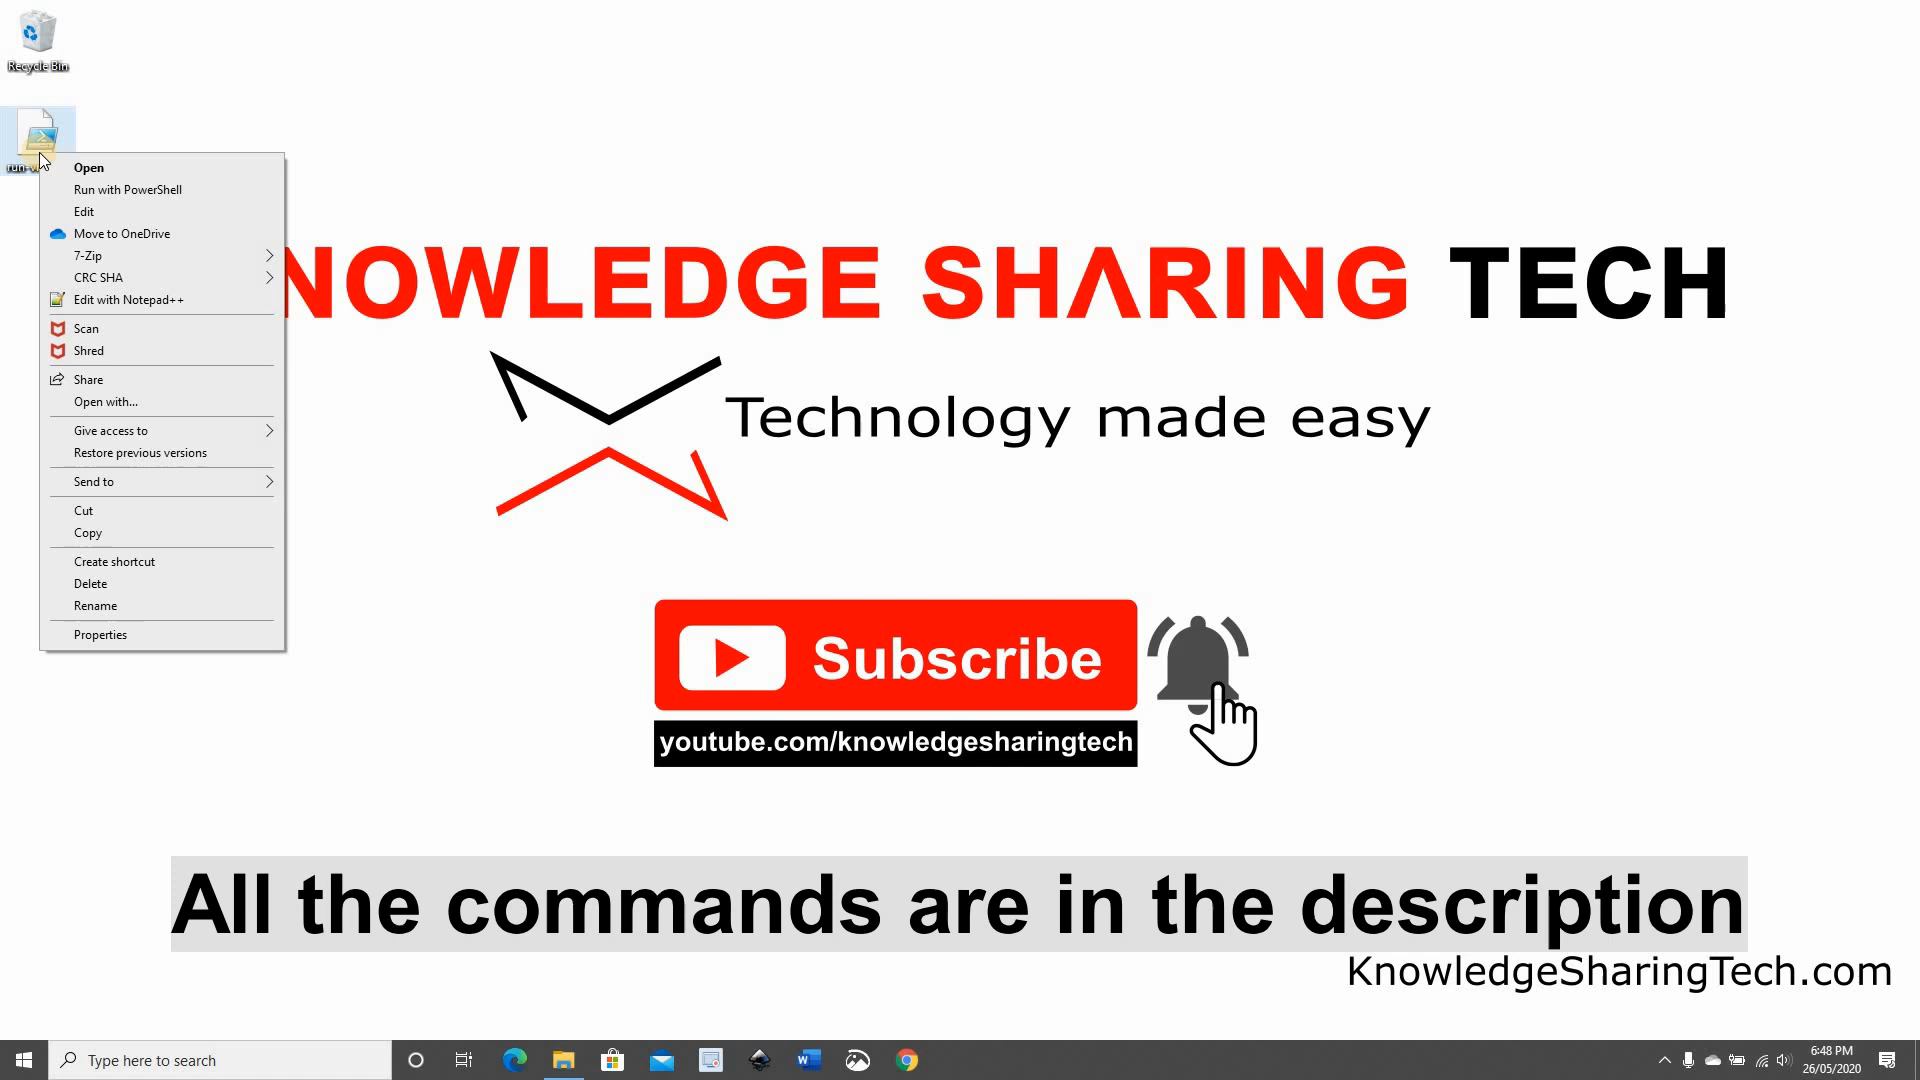 Recycle Bin
Open
Run with PowerShell
Edit
Move to OneDrive
7-Zip
CRC SHA
Edit with Notepad++
Scan
Shred
Share
Open with...
Give access to
Restore previous versions
Send to
Cut
Copy
Create shortcut
Delete
Rename
Properties
NOWLEDGE SHARING TECH
Technology made easy
Subscribe
youtube.com/knowledgesharingtech
All the commands are in the description
KnowledgeSharingTech.com
Type here to search
6:48 PM
26/05/2020